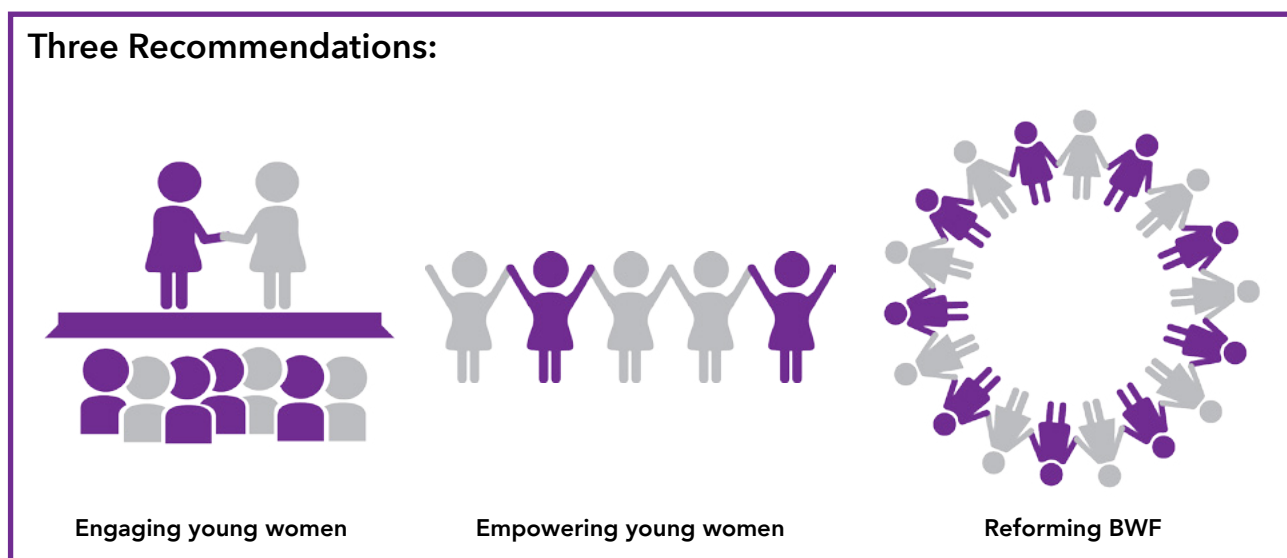 Three Recommendations:
Engaging young women
Empowering young women
Reforming BWF